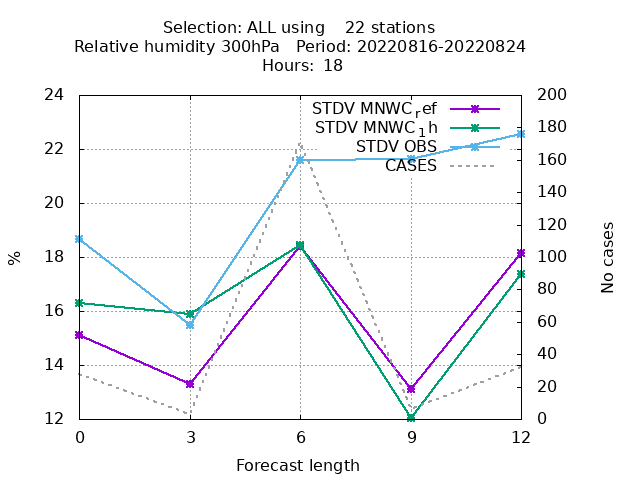 Selection: ALL using    22 stations
Relative humidity 300hPa   Period: 20220816-20220824
Hours: 18
24
22
20
18
16
14
12
200
180
160
140
120
100
80
60
40
20
0
STDV MNWCref
STDV MNWC1h
STDV OBS
CASES
%
No cases
0 3 6 9 12
Forecast length